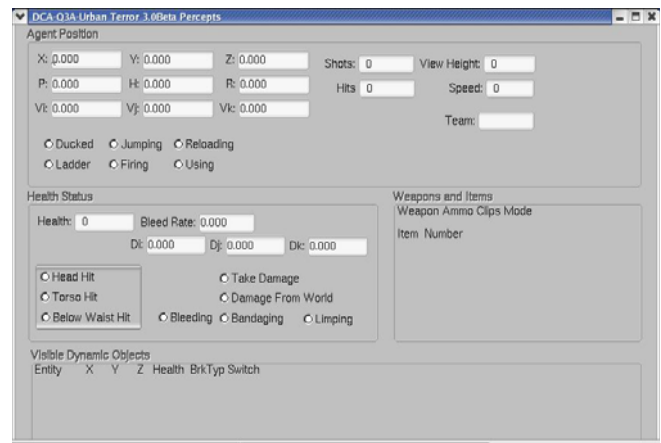 DCA-Q3A-Urban Terror 3.0Beta Percepts
Agent Position
X: 0.000 Y: 0.000 Z: 0.000 Shots: 0 View Height: 0
P: 0.000 H: 0.000 R: 0.000 Hits 0 Speed: 0
Vi: 0.000 Vj: 0.000 Vk: 0.000
Team:
Ducked Jumping Reloading
Ladder Firing Using
Health Status
Health: 0 Bleed Rate: 0.000
Di: 0.000 Dj: 0.000 Dk: 0.000
Head Hit Take Damage
Torso Hit Damage From World
Below Waist Hit Bleeding Bandaging Limping
Weapons and Items
Weapon Ammo Clips Mode
Item Number
Visible Dynamic Objects
Entity X Y Z Health BrkTyp Switch